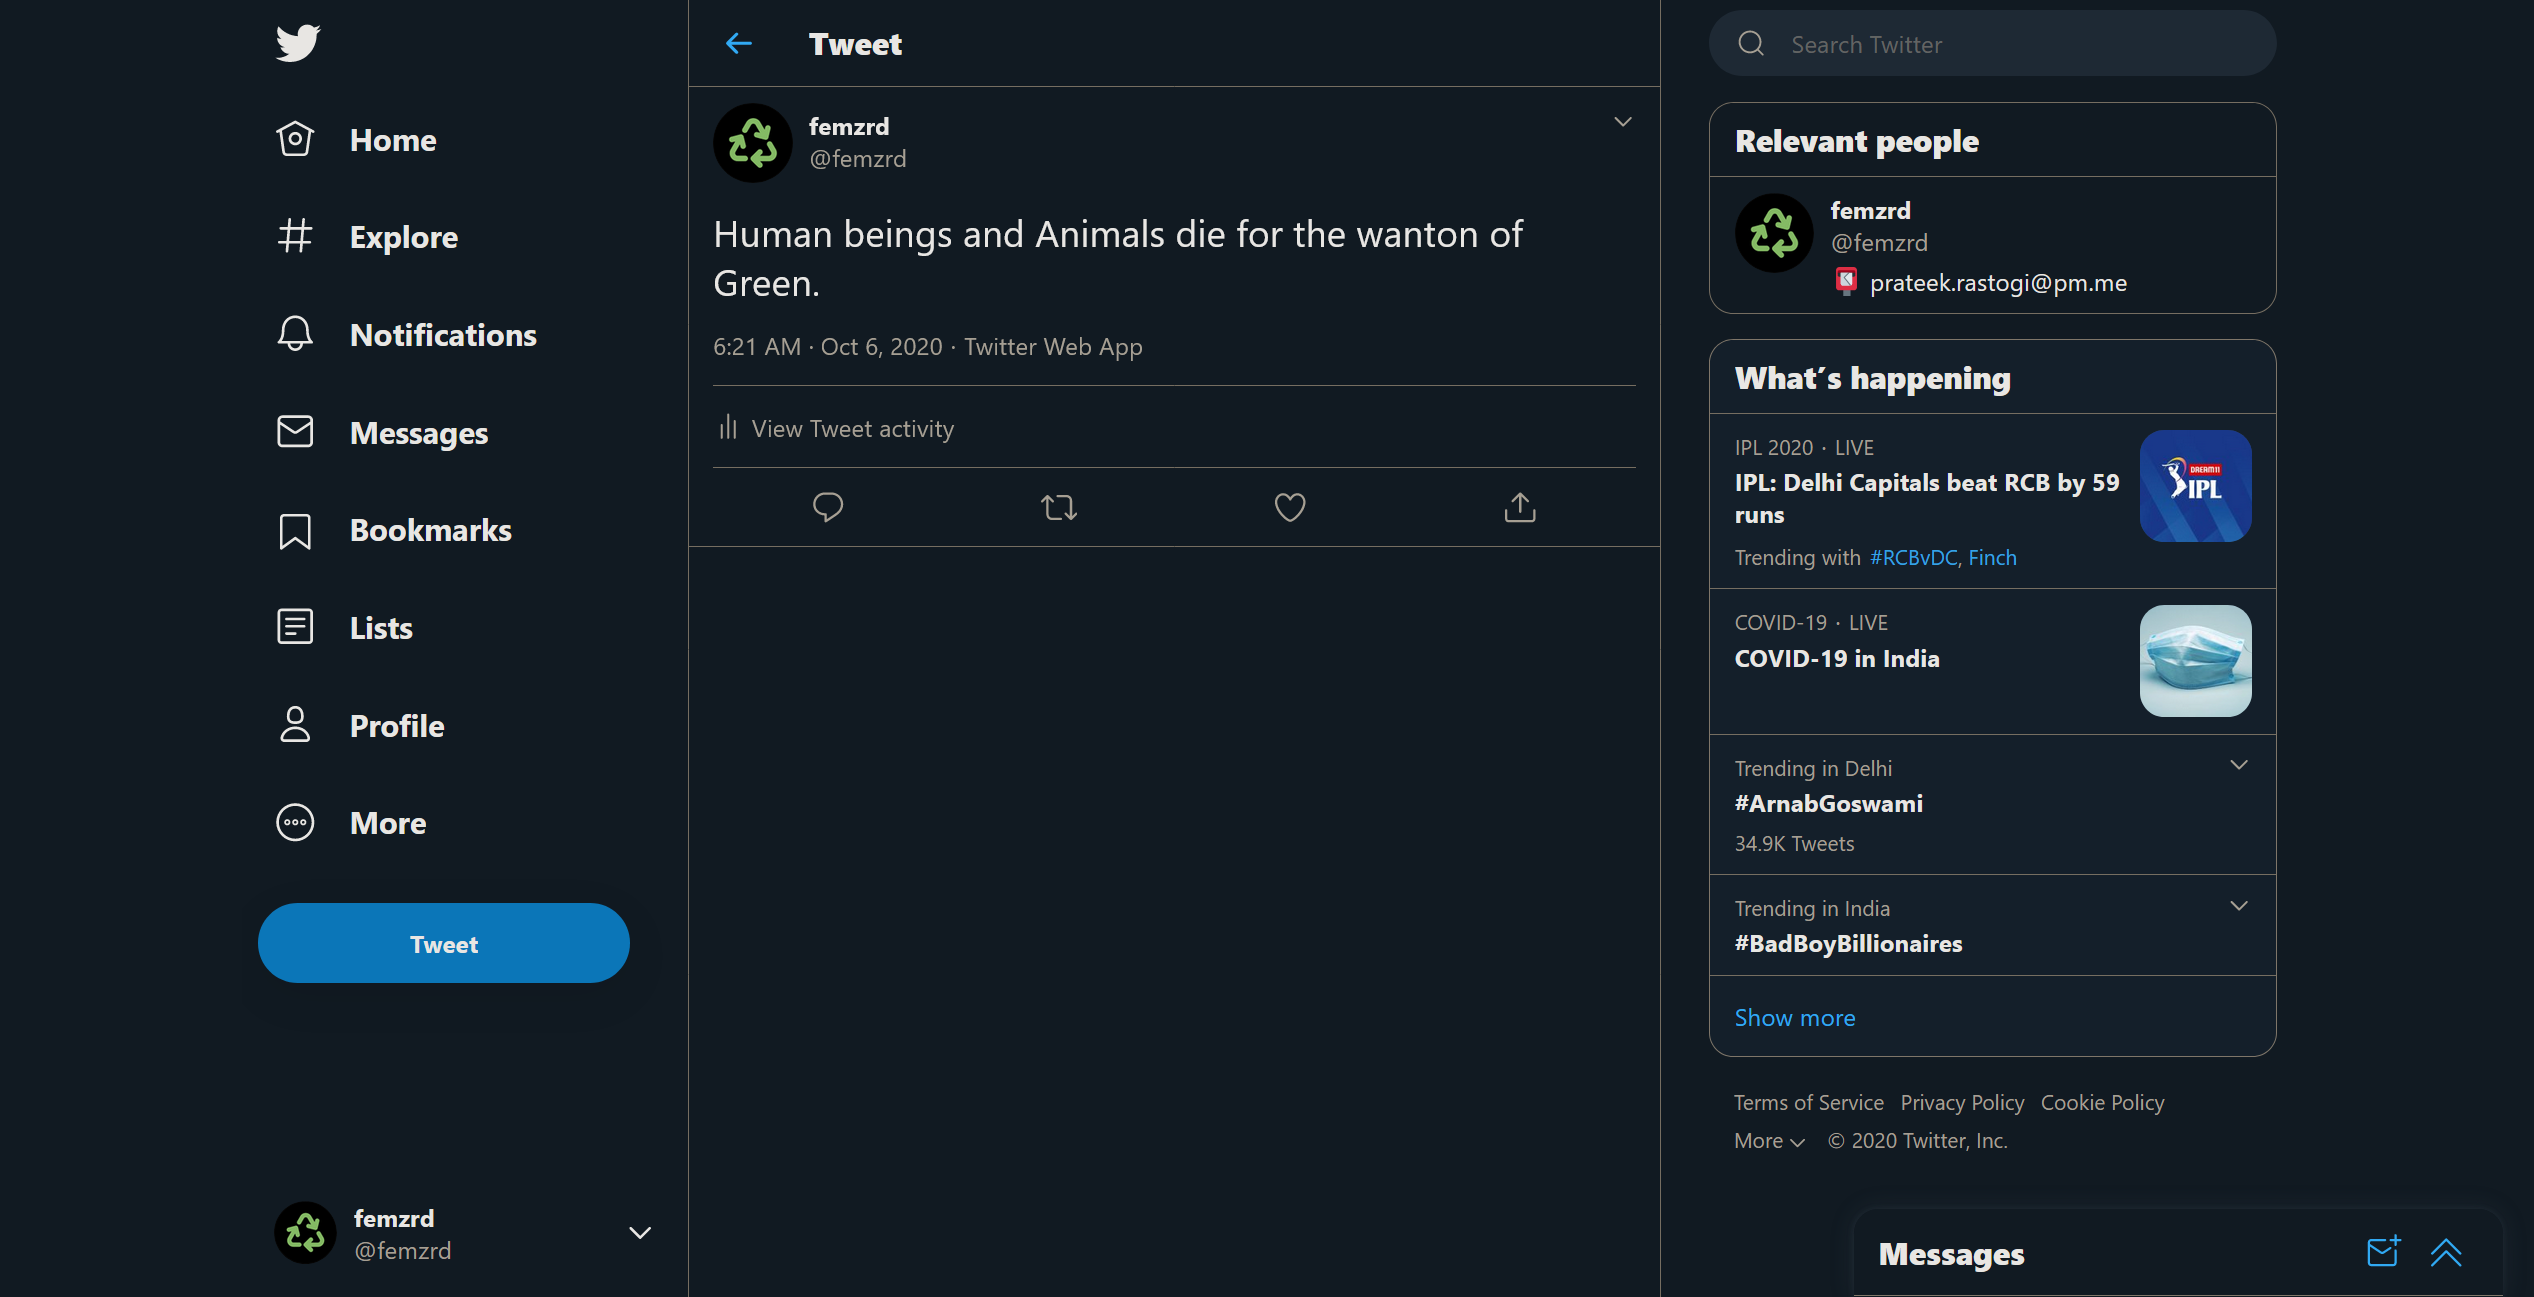 Home
Explore
Notifications
Messages
Bookmarks
Lists
Profile
More
Tweet
femzrd
@femzrd
Tweet
femzrd
@femzrd
Human beings and Animals die for the wanton of
Green.
6:21 AM · Oct 6, 2020 · Twitter Web App
View Tweet activity
Search Twitter
Relevant people
femzrd
@femzrd
prateek.rastogi@pm.me
What´s happening
IPL 2020 · LIVE
IPL: Delhi Capitals beat RCB by 59
runs
Trending with #RCBvDC, Finch
DREAM11
IPL
COVID-19 · LIVE
COVID-19 in India
Trending in Delhi
#ArnabGoswami
34.9K Tweets
Trending in India
#BadBoyBillionaires
Show more
Terms of Service Privacy Policy Cookie Policy
More © 2020 Twitter, Inc.
Messages